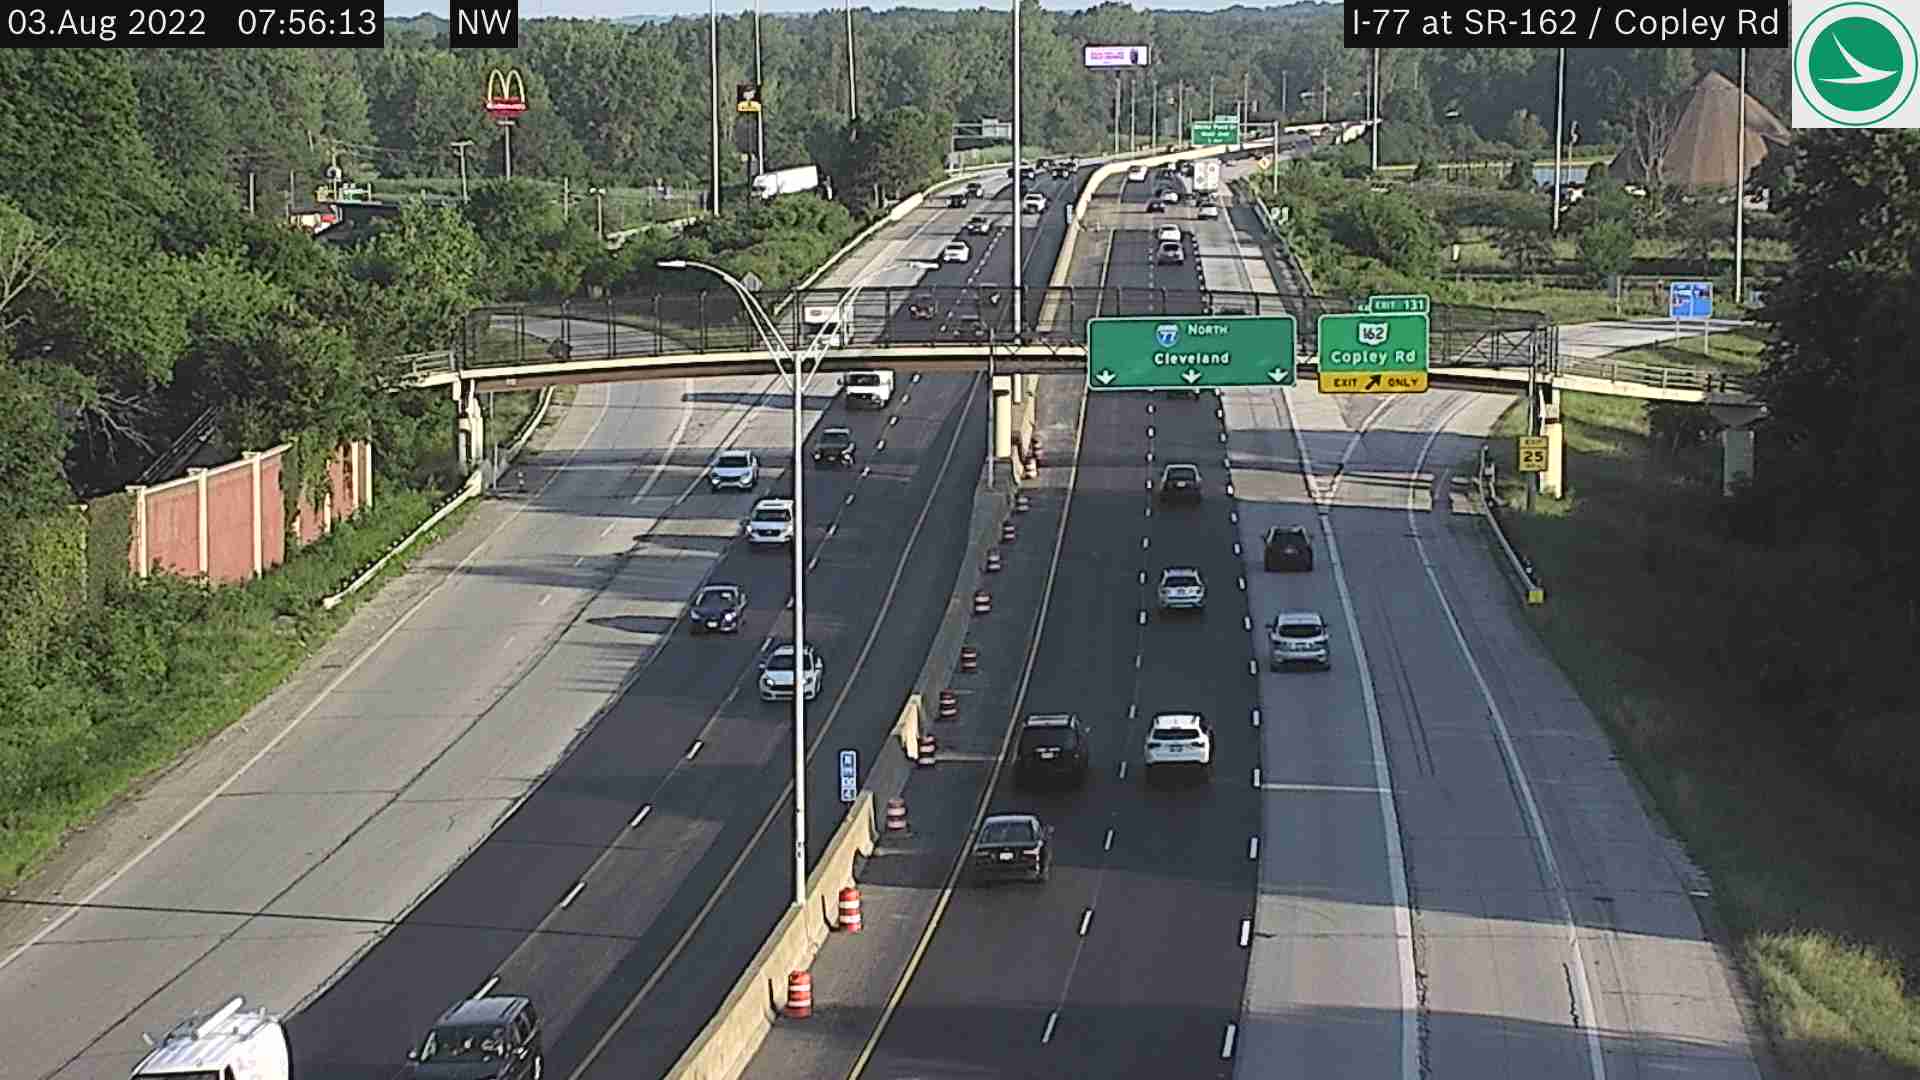 03.Aug 2022 07:56:13
NW
I-77 at SR-162 / Copley Rd
McDonald's
EXIT 131
77 NORTH
Cleveland
162
Copley Rd
EXIT ONLY
EXIT
25